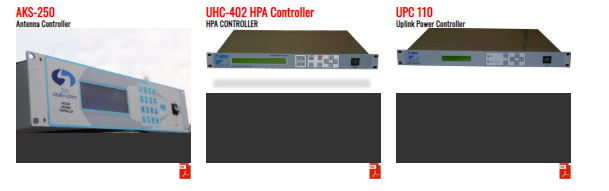 AKS-250
Antenna Controller
UHC-402 HPA Controller
HPA CONTROLLER
UPC 110
Uplink Power Controller